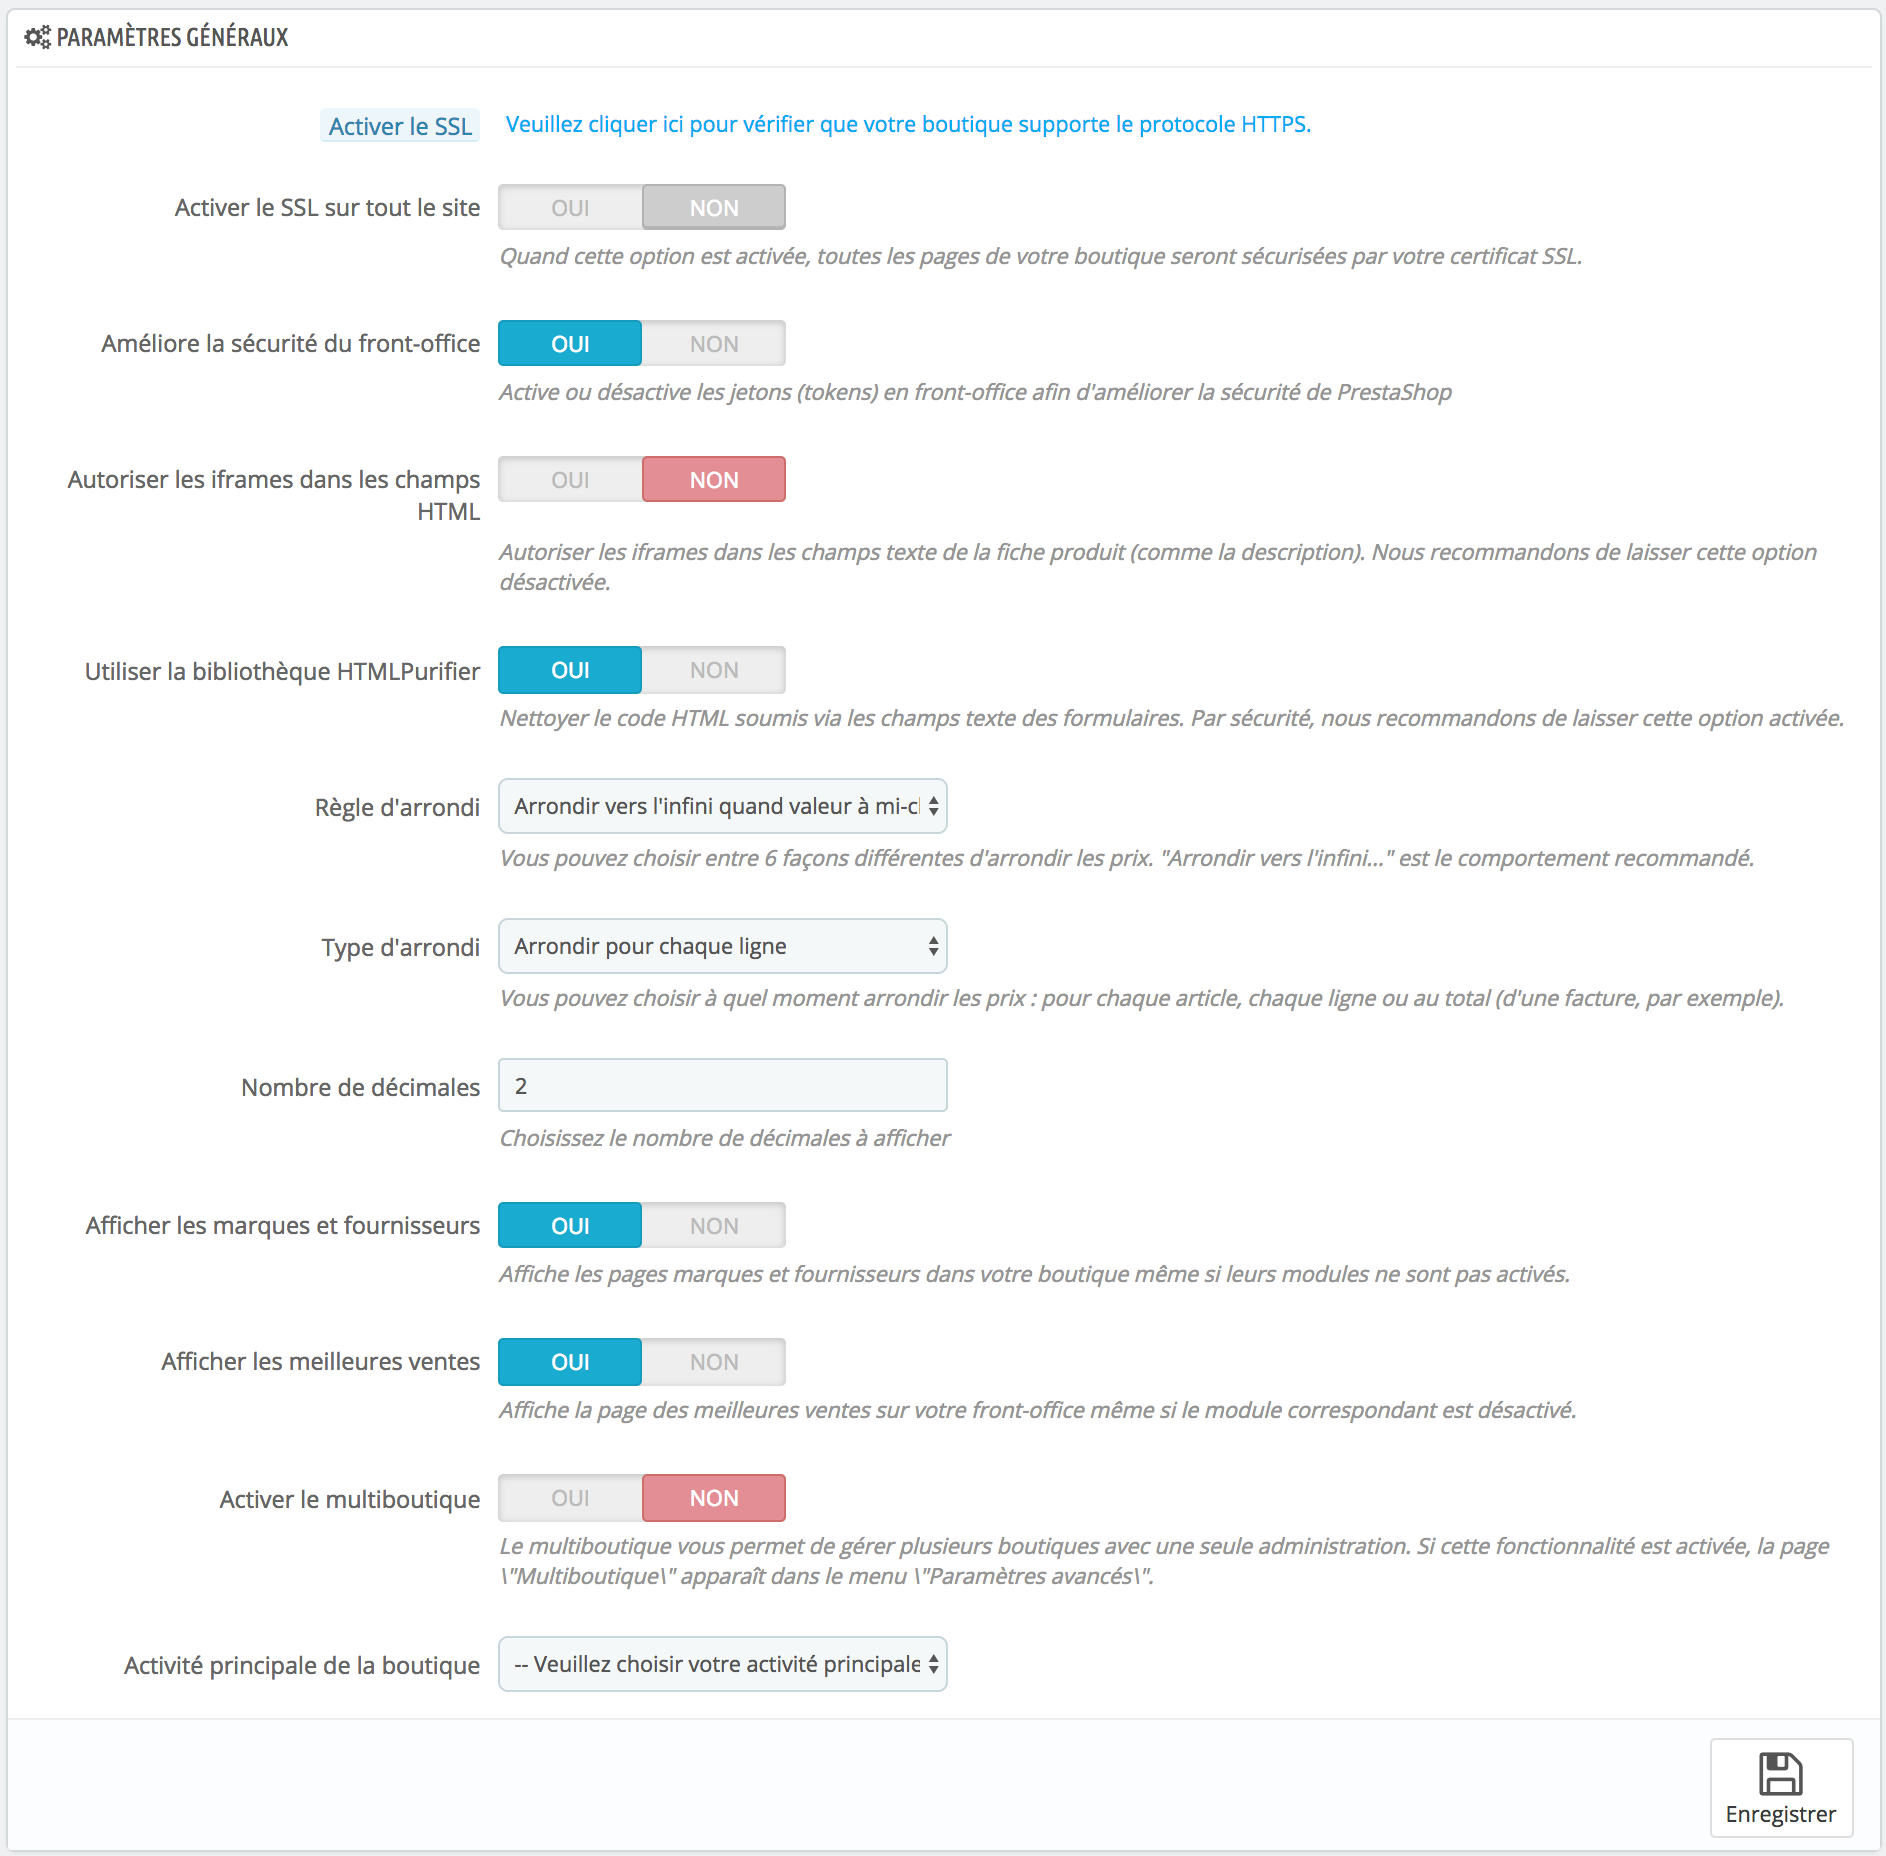 PARAMÈTRES GÉNÉRAUX
Activer le SSL
Veuillez cliquer ici pour vérifier que votre boutique supporte le protocole HTTPS.
Activer le SSL sur tout le site
OUI NON
Quand cette option est activée, toutes les pages de votre boutique seront sécurisées par votre certificat SSL.
Améliore la sécurité du front-office
OUI NON
Active ou désactive les jetons (tokens) en front-office afin d'améliorer la sécurité de PrestaShop
Autoriser les iframes dans les champs
HTML
OUI NON
Autoriser les iframes dans les champs texte de la fiche produit (comme la description). Nous recommandons de laisser cette option
désactivée.
Utiliser la bibliothèque HTMLPurifier
OUI NON
Nettoyer le code HTML soumis via les champs texte des formulaires. Par sécurité, nous recommandons de laisser cette option activée.
Règle d'arrondi
Arrondir vers l'infini quand valeur à mi-cl
Vous pouvez choisir entre 6 façons différentes d'arrondir les prix. "Arrondir vers l'infini..." est le comportement recommandé.
Type d'arrondi
Arrondir pour chaque ligne
Vous pouvez choisir à quel moment arrondir les prix : pour chaque article, chaque ligne ou au total (d'une facture, par exemple).
Nombre de décimales
2
Choisissez le nombre de décimales à afficher
Afficher les marques et fournisseurs
OUI NON
Affiche les pages marques et fournisseurs dans votre boutique même si leurs modules ne sont pas activés.
Afficher les meilleures ventes
OUI NON
Affiche la page des meilleures ventes sur votre front-office même si le module correspondant est désactivé.
Activer le multiboutique
OUI NON
Le multiboutique vous permet de gérer plusieurs boutiques avec une seule administration. Si cette fonctionnalité est activée, la page
\"Multiboutique\" apparaît dans le menu \"Paramètres avancés\".
Activité principale de la boutique
-- Veuillez choisir votre activité principale
Enregistrer